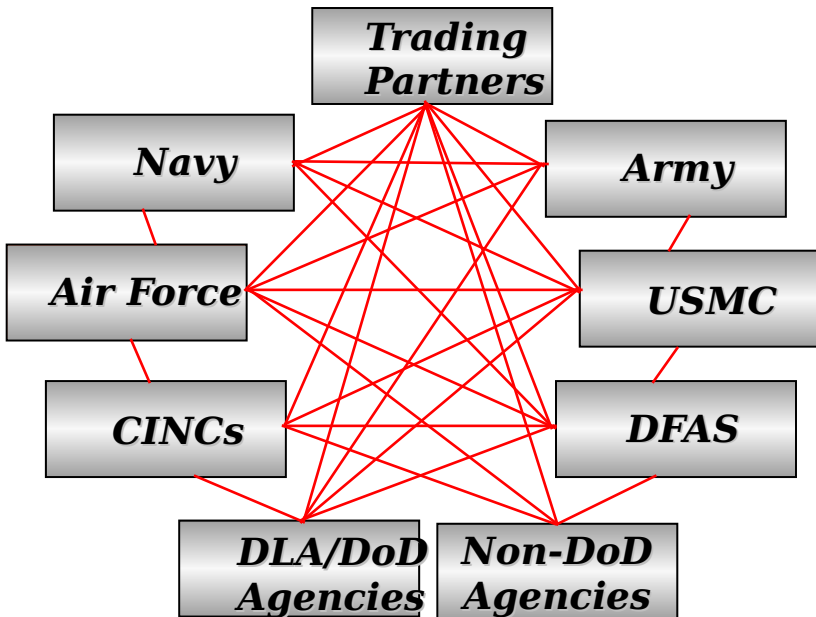 Trading
Partners
Navy
Army
Air Force
USMC
CINCs
DFAS
DLA/DoD
Agencies
Non-DoD
Agencies